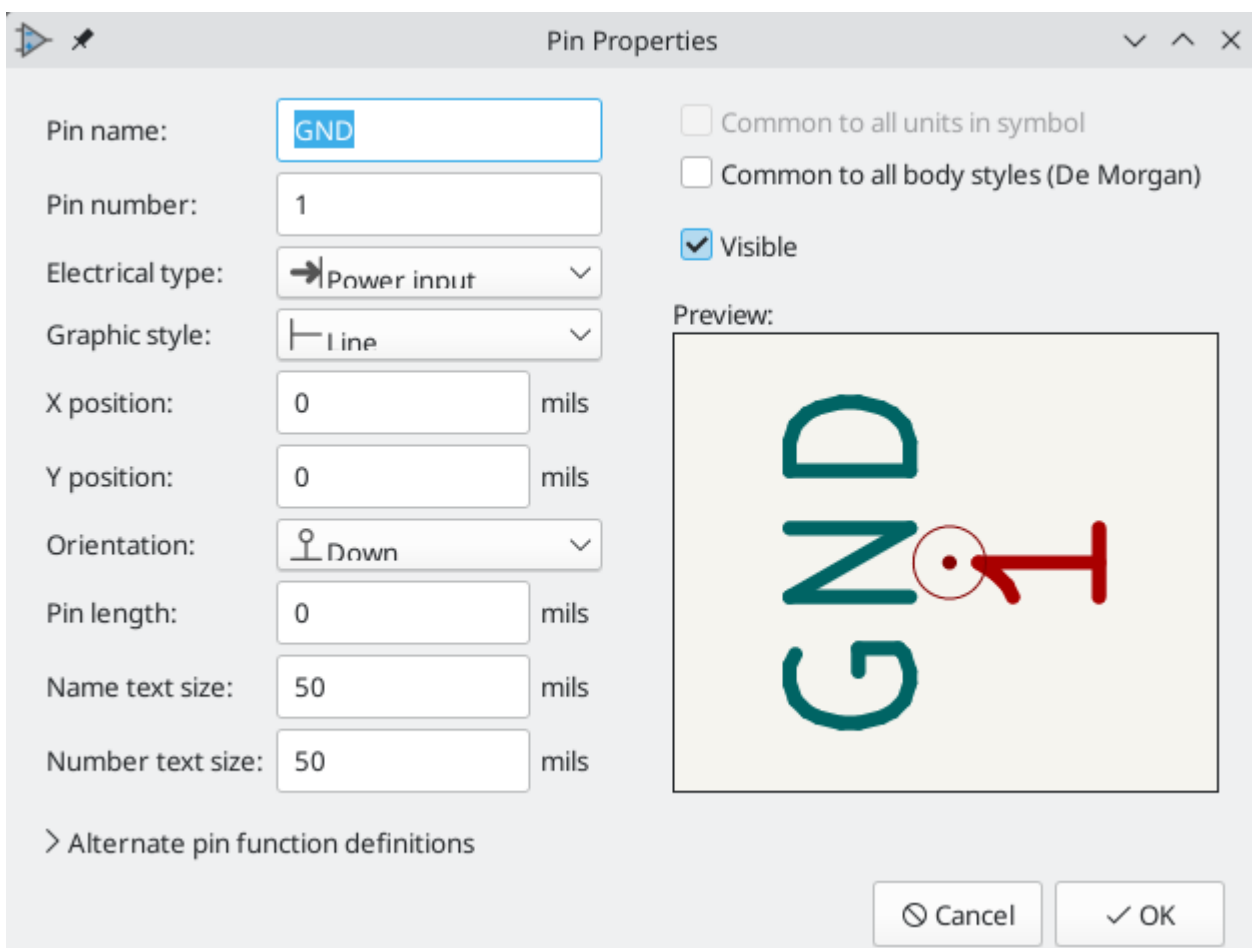 Pin Properties
Pin name:
GND
Pin number:
1
Electrical type:
Power input
Graphic style:
Line
X position:
0
mils
Y position:
0
mils
Orientation:
Down
Pin length:
0
mils
Name text size:
50
mils
Number text size:
50
mils
Alternate pin function definitions
Common to all units in symbol
Common to all body styles (De Morgan)
Visible
Preview:
GND
1
Cancel
OK